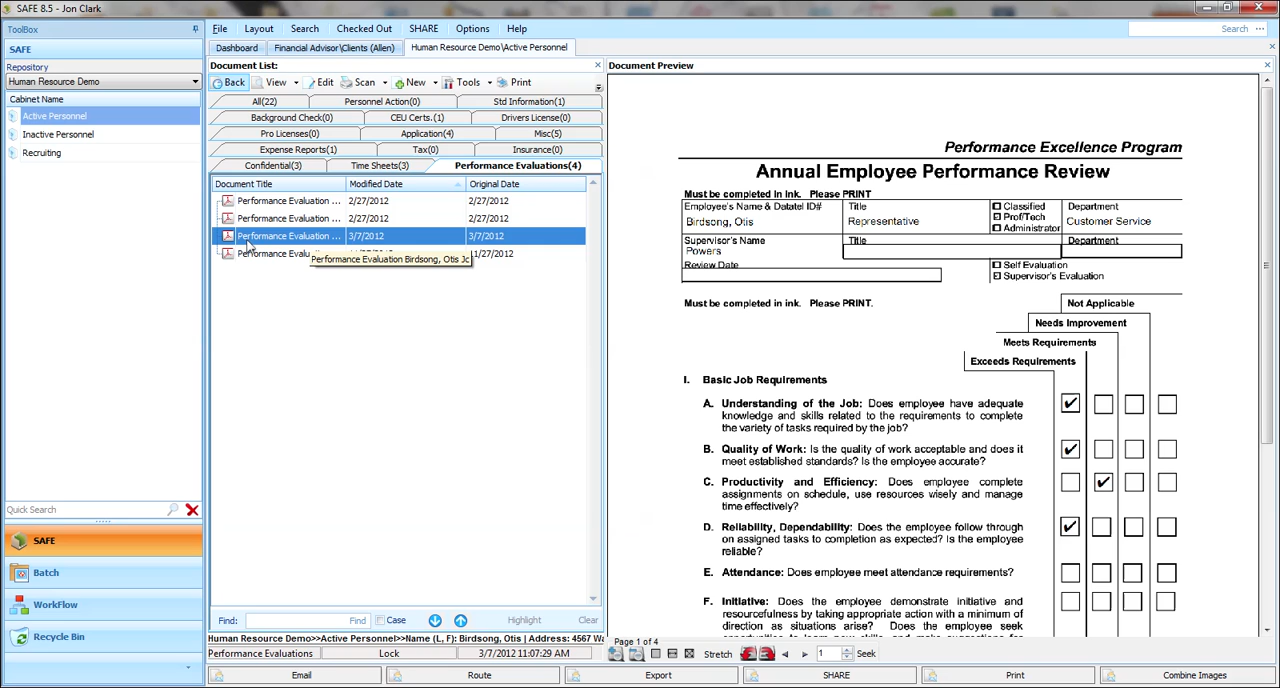 SAFE 8.5 - Jon Clark
ToolBox
SAFE
Repository
Human Resource Demo
Cabinet Name
Active Personnel
Inactive Personnel
Recruiting
Quick Search
SAFE
Batch
WorkFlow
Recycle Bin
File Layout Search Checked Out SHARE Options Help
Search
Dashboard Financial Advisor\Clients (Allen) Human Resource Demo\Active Personnel
Document List:
Back View Edit Scan New Tools Print
All(22) Personnel Action(0) Std Information(1)
Background Check(0) CEU Certs.(1) Drivers License(0)
Pro Licenses(0) Application(4) Misc(5)
Expense Reports(1) Tax(0) Insurance(0)
Confidential(3) Time Sheets(3) Performance Evaluations(4)
Document Title Modified Date Original Date
Performance Evaluation ... 2/27/2012 2/27/2012
Performance Evaluation ... 2/27/2012 2/27/2012
Performance Evaluation ... 3/7/2012 3/7/2012
Performance Evalu 1/27/2012
Performance Evaluation Birdsong, Otis Jc
Find: Find Case Highlight Clear
Human Resource Demo>>Active Personnel>>Name (L, F): Birdsong, Otis | Address: 4567 Wa
Performance Evaluations Lock 3/7/2012 11:07:29 AM
Document Preview
Performance Excellence Program
Annual Employee Performance Review
Must be completed in Ink. Please PRINT
Employee's Name & Datatel ID# Title Classified Department
Birdsong, Otis Representative Prof/Tech Customer Service
Administrator
Supervisor's Name Title Department
Powers
Review Date Self Evaluation
Supervisor's Evaluation
Must be completed in ink. Please PRINT. Not Applicable
Needs Improvement
Meets Requirements
Exceeds Requirements
I. Basic Job Requirements
A. Understanding of the Job: Does employee have adequate
knowledge and skills related to the requirements to complete
the variety of tasks required by the job?
B. Quality of Work: Is the quality of work acceptable and does it
meet established standards? Is the employee accurate?
C. Productivity and Efficiency: Does employee complete
assignments on schedule, use resources wisely and manage
time effectively?
D. Reliability, Dependability: Does the employee follow through
on assigned tasks to completion as expected? Is the employee
reliable?
E. Attendance: Does employee meet attendance requirements?
F. Initiative: Does the employee demonstrate initiative and
resourcefulness by taking appropriate action with a minimum of
direction as situations arise? Does the employee seek
Page 1 of 4
Stretch 1 Seek
Email Route Export SHARE Print Combine Images